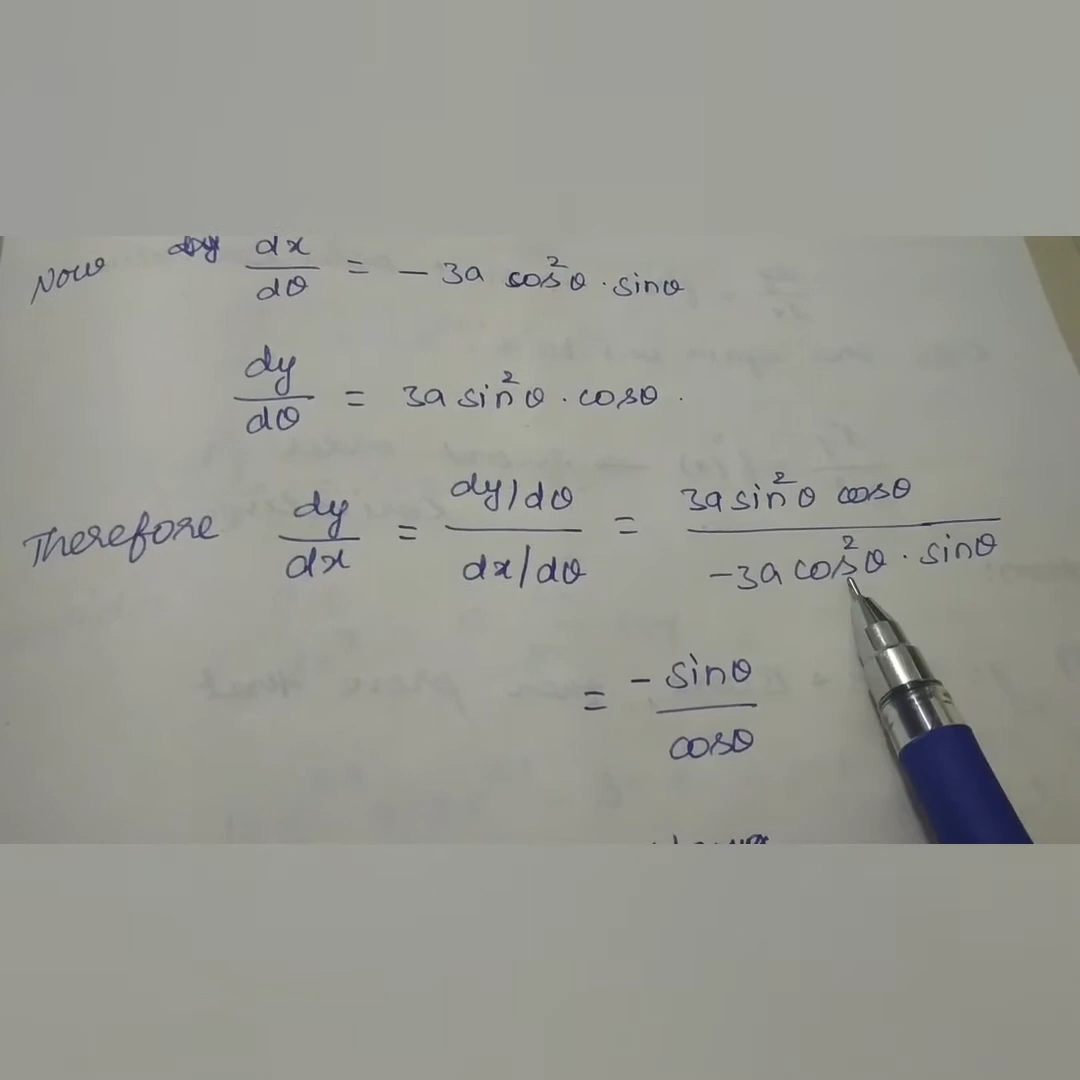 Now dx/dθ = - 3a cos²θ · sinθ
dy/dθ = 3a sin²θ · cosθ.
Therefore dy/dx = (dy/dθ)/(dx/dθ) = (3a sin²θ cosθ)/(-3a cos²θ · sinθ)
= (- sinθ)/(cosθ)